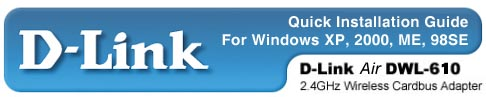 Quick Installation Guide
For Windows XP, 2000, ME, 98SE
D-Link
D-Link Air DWL-610
2.4GHz Wireless Cardbus Adapter